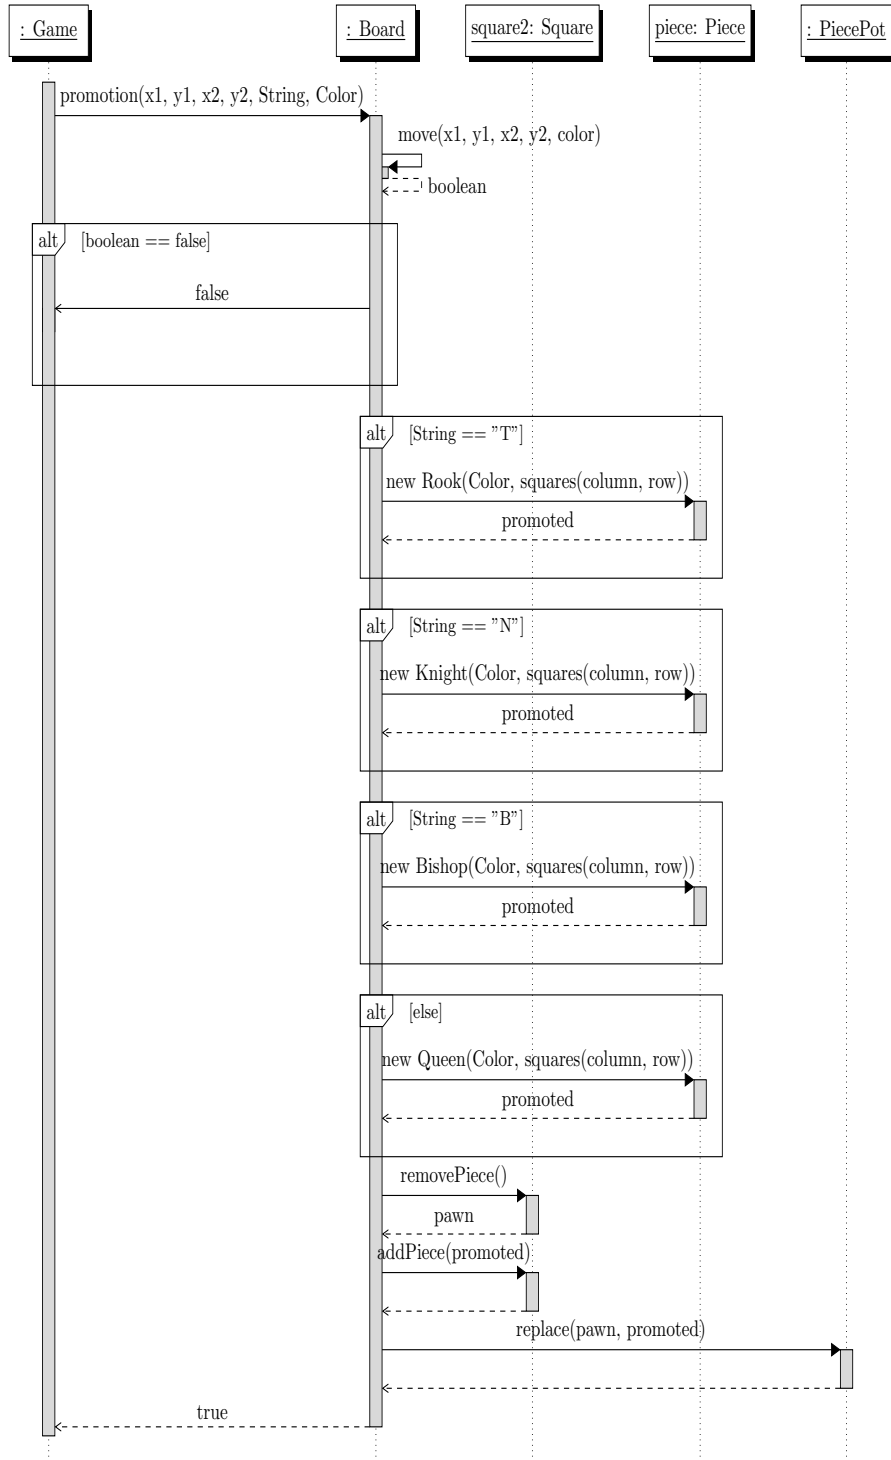 : Game
: Board
square2: Square
piece: Piece
: PiecePot
promotion(x1, y1, x2, y2, String, Color)
move(x1, y1, x2, y2, color)
boolean
alt [boolean == false]
false
alt [String == ”T”]
new Rook(Color, squares(column, row))
promoted
alt [String == ”N”]
new Knight(Color, squares(column, row))
promoted
alt [String == ”B”]
new Bishop(Color, squares(column, row))
promoted
alt [else]
new Queen(Color, squares(column, row))
promoted
removePiece()
pawn
addPiece(promoted)
replace(pawn, promoted)
true